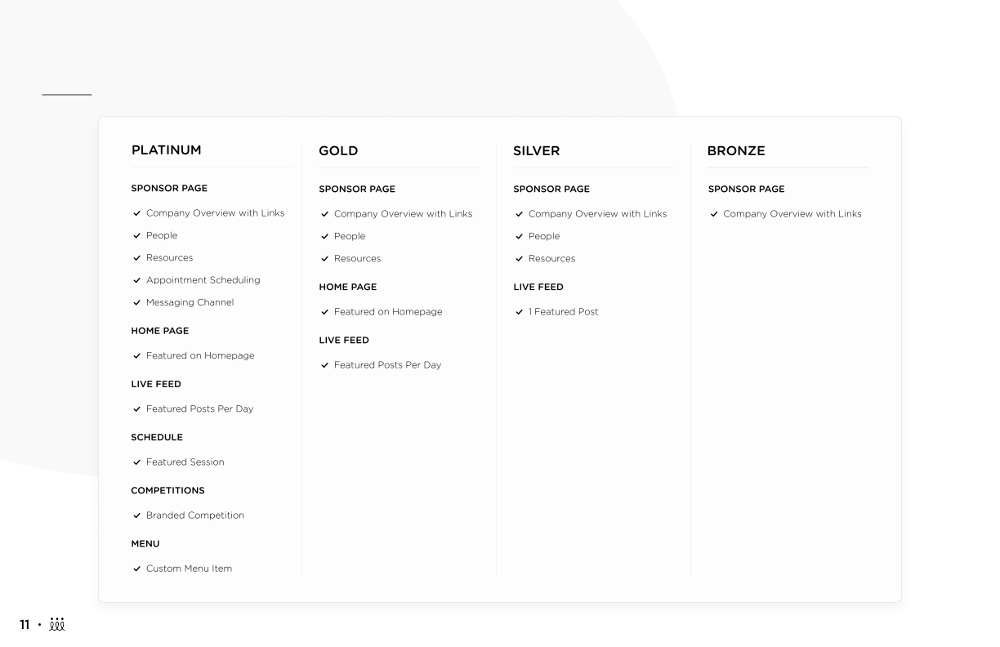 PLATINUM
SPONSOR PAGE
Company Overview with Links
People
Resources
Appointment Scheduling
Messaging Channel
HOME PAGE
Featured on Homepage
LIVE FEED
Featured Posts Per Day
SCHEDULE
Featured Session
COMPETITIONS
Branded Competition
MENU
Custom Menu Item
GOLD
SPONSOR PAGE
Company Overview with Links
People
Resources
HOME PAGE
Featured on Homepage
LIVE FEED
Featured Posts Per Day
SILVER
SPONSOR PAGE
Company Overview with Links
People
Resources
LIVE FEED
1 Featured Post
BRONZE
SPONSOR PAGE
Company Overview with Links
11 •